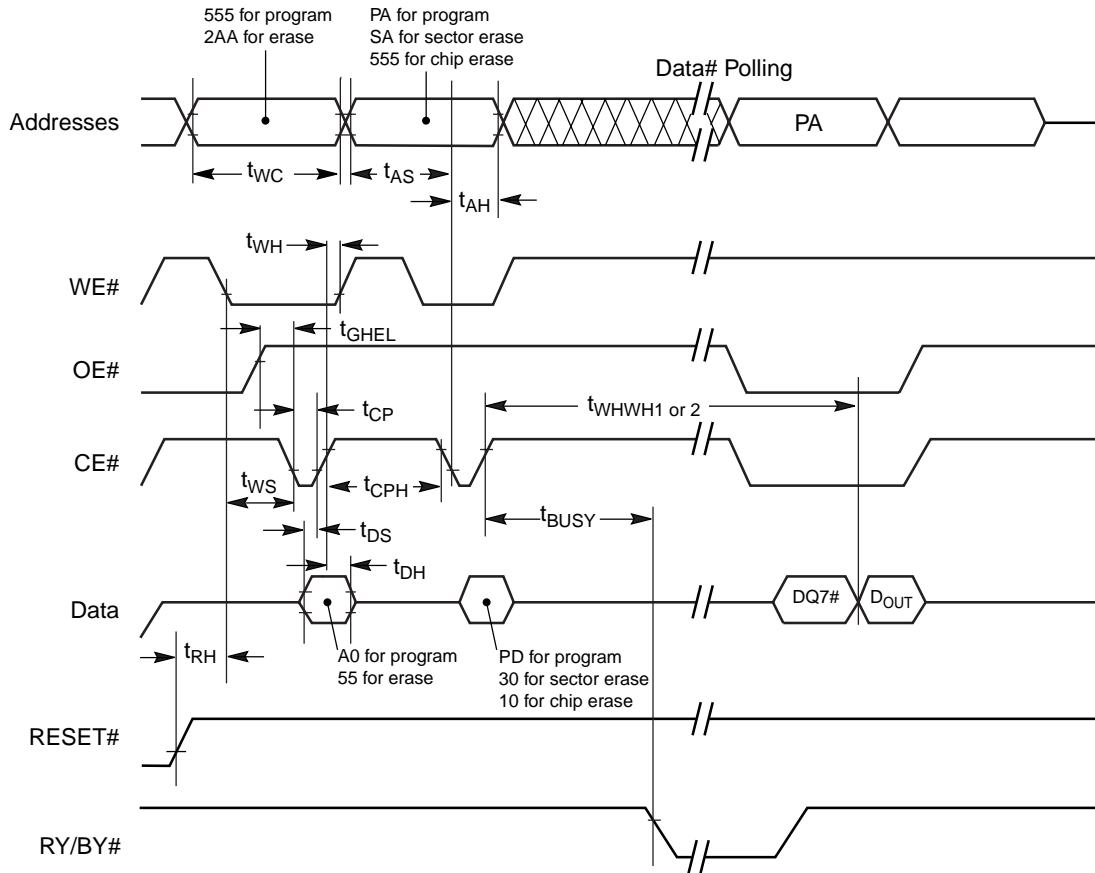 555 for program
2AA for erase
PA for program
SA for sector erase
555 for chip erase
Data# Polling
Addresses
PA
tWC
tAS
tAH
tWH
WE#
tGHEL
OE#
tCP
tWHWH1 or 2
CE#
tWS
tCPH
tBUSY
tDS
tDH
Data
DQ7#
DOUT
tRH
A0 for program
55 for erase
PD for program
30 for sector erase
10 for chip erase
RESET#
RY/BY#